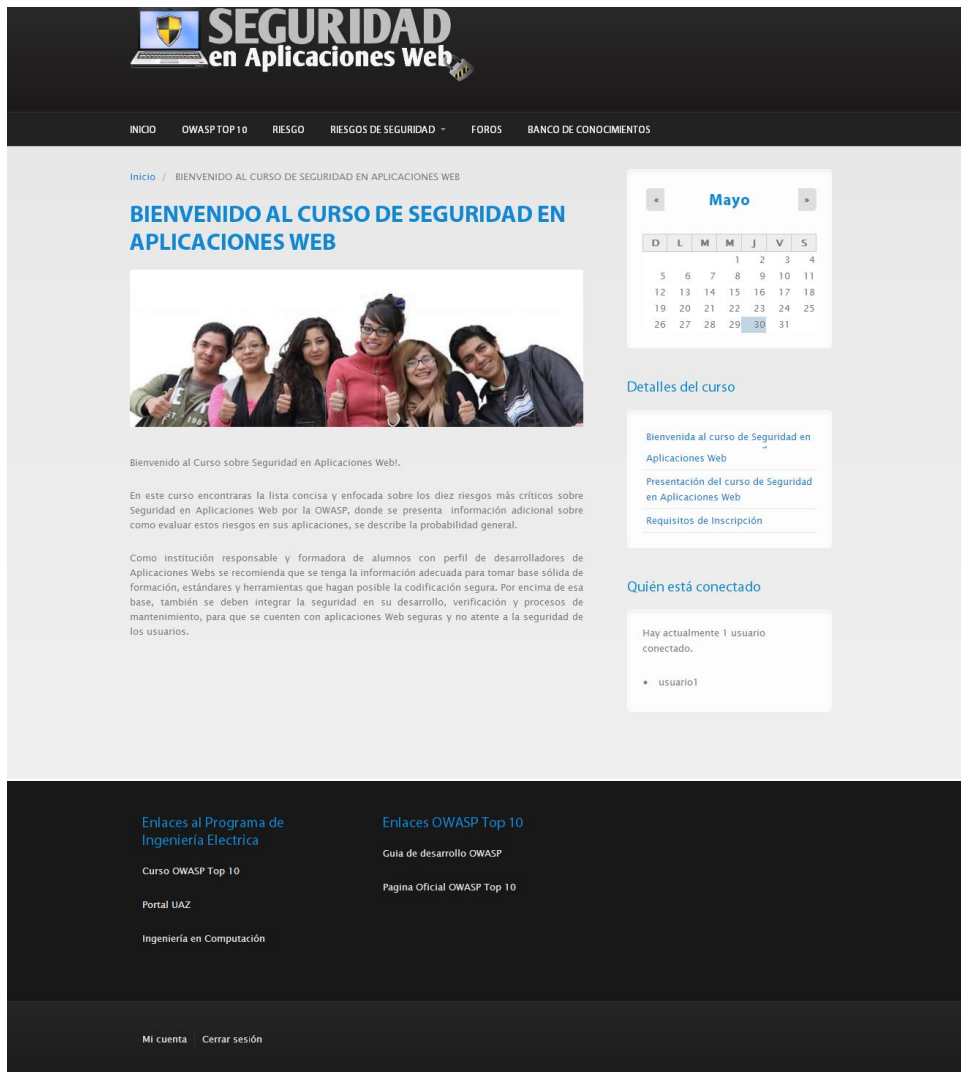 SEGURIDAD
en Aplicaciones Web
INICIO OWASP TOP 10 RIESGO RIESGOS DE SEGURIDAD FOROS BANCO DE CONOCIMIENTOS
Inicio / BIENVENIDO AL CURSO DE SEGURIDAD EN APLICACIONES WEB
BIENVENIDO AL CURSO DE SEGURIDAD EN
APLICACIONES WEB
Bienvenido al Curso sobre Seguridad en Aplicaciones Web!.
En este curso encontraras la lista concisa y enfocada sobre los diez riesgos más críticos sobre
Seguridad en Aplicaciones Web por la OWASP, donde se presenta información adicional sobre
como evaluar estos riesgos en sus aplicaciones, se describe la probabilidad general.
Como institución responsable y formadora de alumnos con perfil de desarrolladores de
Aplicaciones Webs se recomienda que se tenga la información adecuada para tomar base sólida de
formación, estándares y herramientas que hagan posible la codificación segura. Por encima de esa
base, también se deben integrar la seguridad en su desarrollo, verificación y procesos de
mantenimiento, para que se cuenten con aplicaciones Web seguras y no atente a la seguridad de
los usuarios.
« Mayo »
D L M M J V S
1 2 3 4
5 6 7 8 9 10 11
12 13 14 15 16 17 18
19 20 21 22 23 24 25
26 27 28 29 30 31
Detalles del curso
Bienvenida al curso de Seguridad en
Aplicaciones Web
Presentación del curso de Seguridad
en Aplicaciones Web
Requisitos de Inscripción
Quién está conectado
Hay actualmente 1 usuario
conectado.
• usuario1
Enlaces al Programa de
Ingeniería Electrica
Curso OWASP Top 10
Portal UAZ
Ingeniería en Computación
Enlaces OWASP Top 10
Guia de desarrollo OWASP
Pagina Oficial OWASP Top 10
Mi cuenta Cerrar sesión